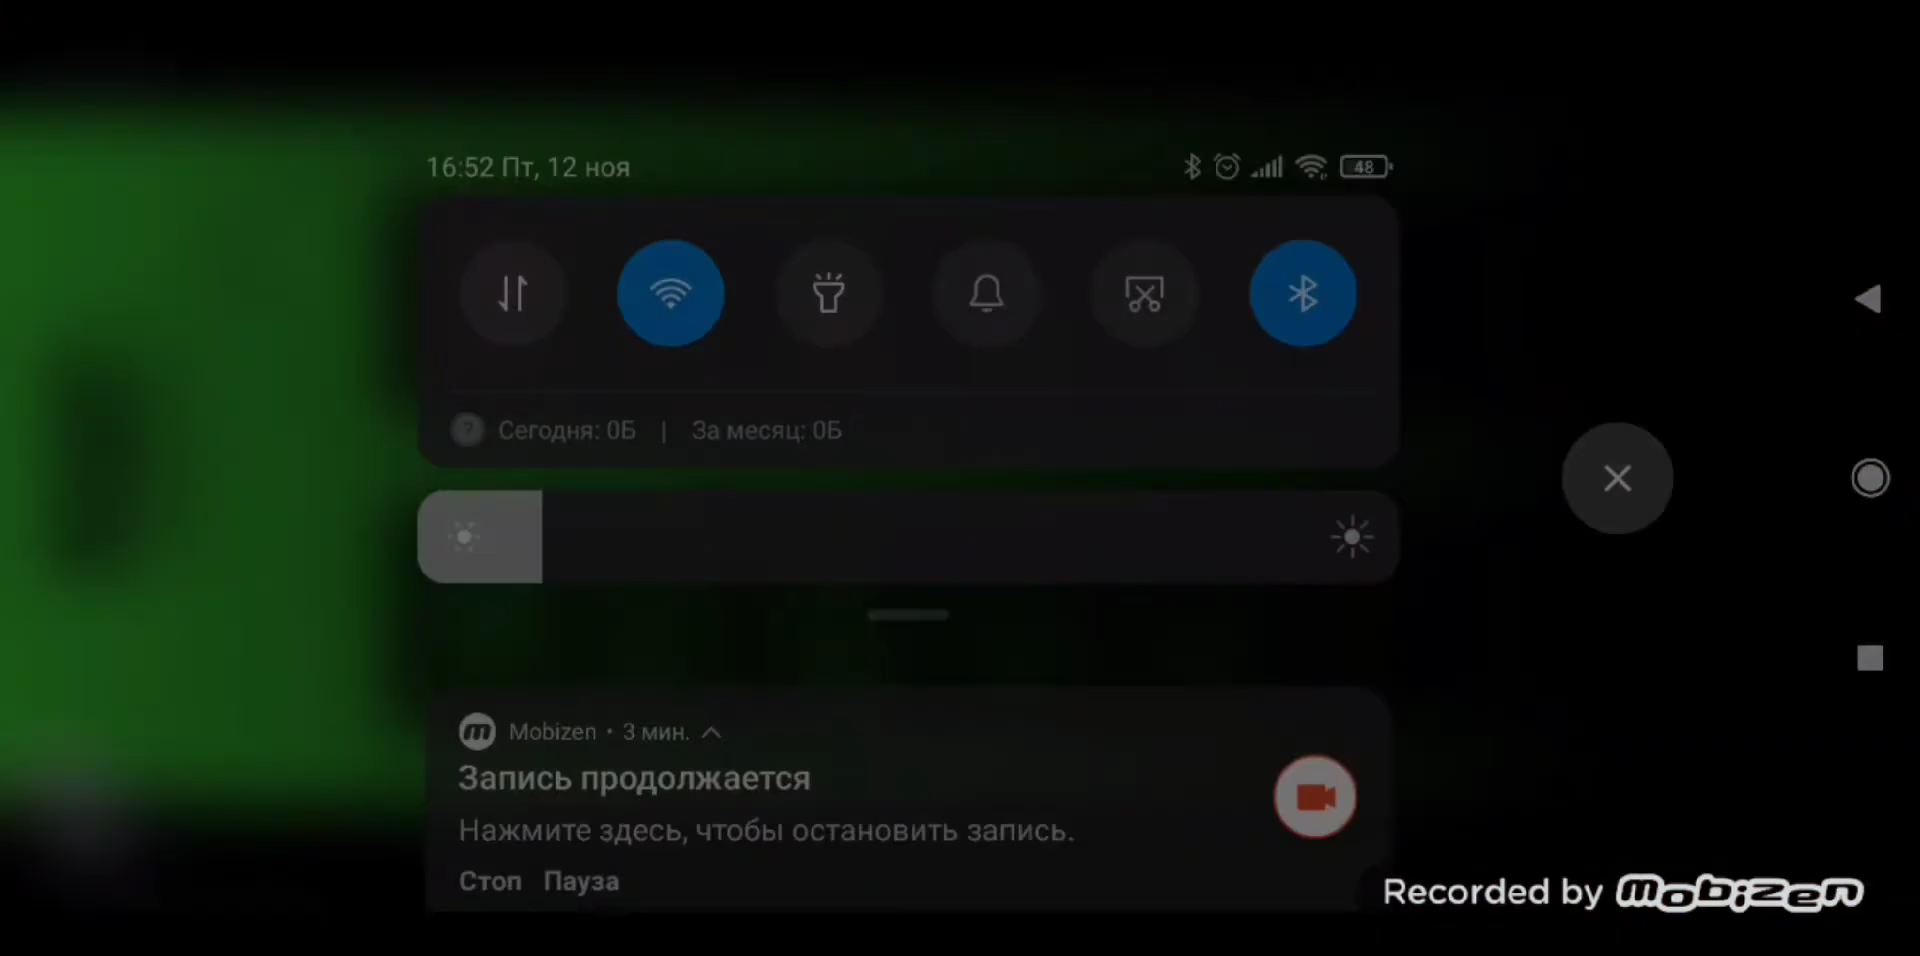 16:52 Пт, 12 ноя
48
Сегодня: 0Б | За месяц: 0Б
Mobizen • 3 мин.
Запись продолжается
Нажмите здесь, чтобы остановить запись.
Стоп Пауза
Recorded by mobizen